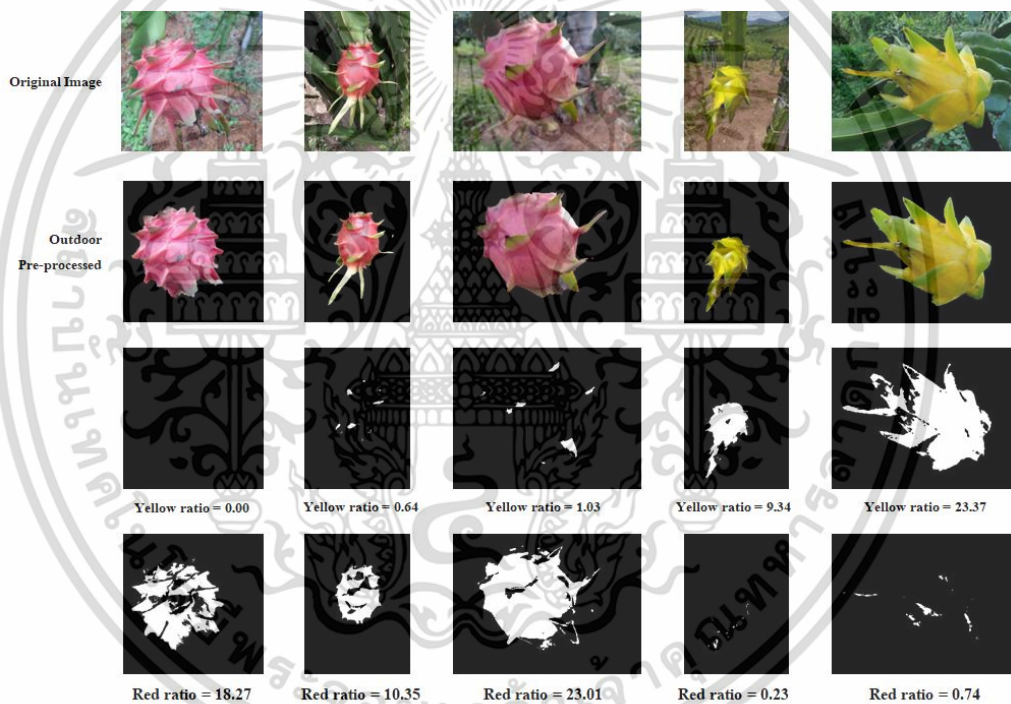 Original Image
Outdoor
Pre-processed
Yellow ratio = 0.00
Yellow ratio = 0.64
Yellow ratio = 1.03
Yellow ratio = 9.34
Yellow ratio = 23.37
Red ratio = 18.27
Red ratio = 10.35
Red ratio = 23.01
Red ratio = 0.23
Red ratio = 0.74